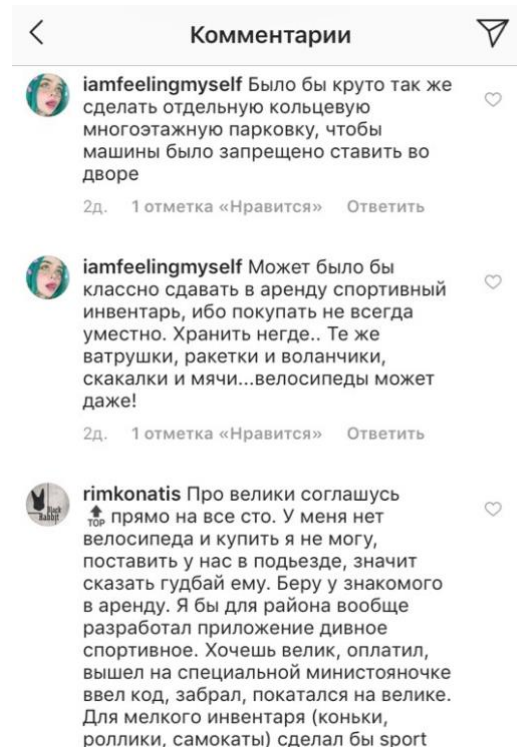 Комментарии
iamfeelingmyself Было бы круто так же
сделать отдельную кольцевую
многоэтажную парковку, чтобы
машины было запрещено ставить во
дворе
2д. 1 отметка «Нравится» Ответить
iamfeelingmyself Может было бы
классно сдавать в аренду спортивный
инвентарь, ибо покупать не всегда
уместно. Хранить негде.. Те же
ватрушки, ракетки и воланчики,
скакалки и мячи...велосипеды может
даже!
2д. 1 отметка «Нравится» Ответить
Black
Rabbit
rimkonatis Про велики соглашусь
TOP прямо на все сто. У меня нет
велосипеда и купить я не могу,
поставить у нас в подьезде, значит
сказать гудбай ему. Беру у знакомого
в аренду. Я бы для района вообще
разработал приложение дивное
спортивное. Хочешь велик, оплатил,
вышел на специальной министояночке
ввел код, забрал, покатался на велике.
Для мелкого инвентаря (коньки,
роллики, самокаты) сделал бы sport